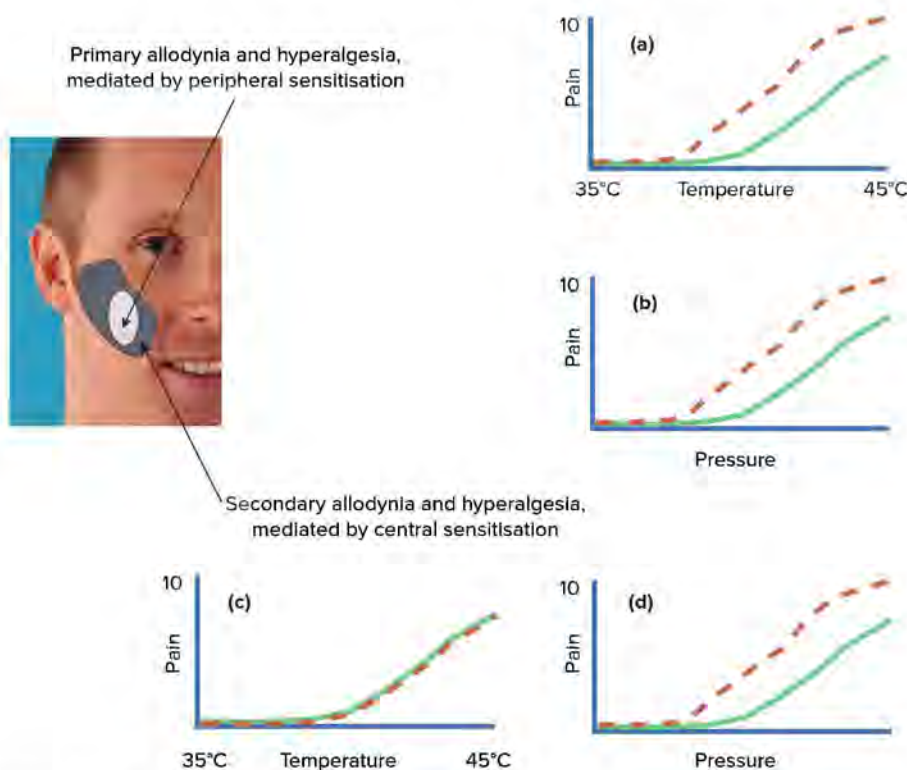 Primary allodynia and hyperalgesia,
mediated by peripheral sensitisation
10
(a)
Pain
35°C
Temperature
45°C
10
(b)
Pain
Pressure
Secondary allodynia and hyperalgesia,
mediated by central sensitisation
10
(c)
Pain
35°C
Temperature
45°C
10
(d)
Pain
Pressure